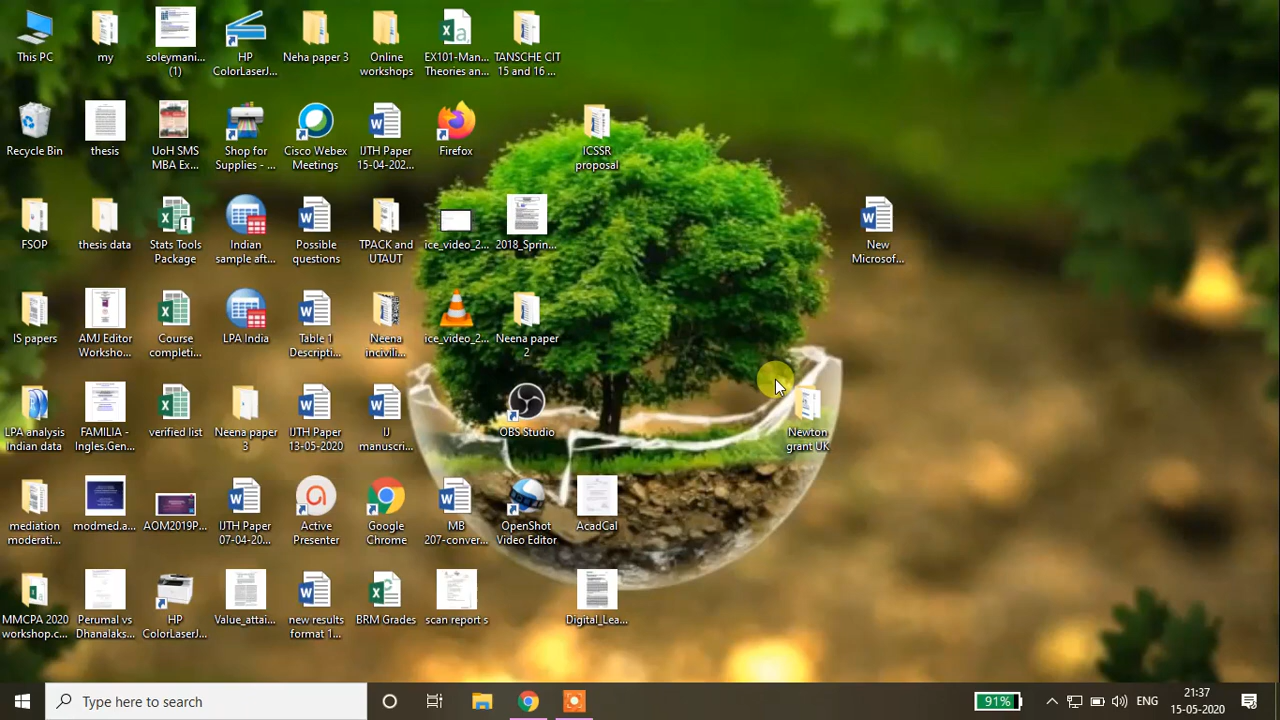 This PC
my
soleymani...
(1)
HP
ColorLaserJ...
Neha paper 3
Online
workshops
EX101-Man...
Theories an...
TANSCHE CIT
15 and 16 ...
Recycle Bin
thesis
UoH SMS
MBA Ex...
Shop for
Supplies - ...
Cisco Webex
Meetings
IJTH Paper
15-04-202...
Firefox
ICSSR
proposal
FSOP
thesis data
Stats Tools
Package
Indian
sample aft...
Possible
questions
TPACK and
UTAUT
ice_video_2...
2018_Sprin...
New
Microsof...
IS papers
AMJ Editor
Worksho...
Course
completi...
LPA India
Table 1
Descripti...
Neena
incivili...
ice_video_2...
Neena paper
2
LPA analysis
Indian data
FAMILIA -
Ingles.Gen...
verified list
Neena paper
3
IJTH Paper
13-05-2020
IJ
manuscri...
OBS Studio
Newton
grant UK
mediation
moderati...
modmed.a...
AOM2019P...
IJTH Paper
07-04-20...
Active
Presenter
Google
Chrome
MB
207-conver...
OpenShot
Video Editor
AcadCal
MMCPA 2020
workshop.c...
Perumal vs
Dhanalaks...
HP
ColorLaserJ...
Value_attai...
new results
format 1...
BRM Grades
scan report s
Digital_Lea...
Type here to search
91%
ENG
21:37
15-05-2020